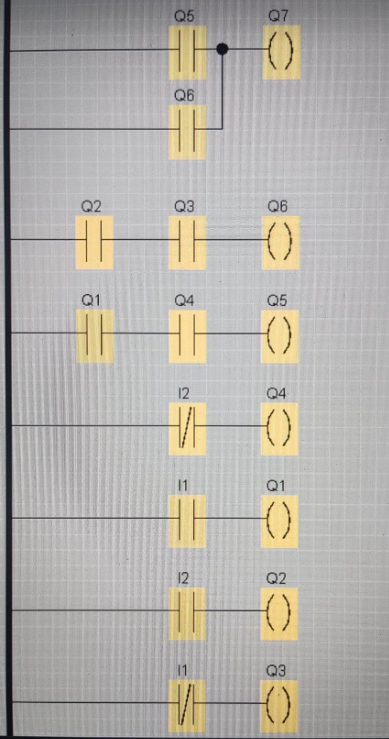 Q5 Q7
Q6
Q2 Q3 Q6
Q1 Q4 Q5
I2 Q4
I1 Q1
I2 Q2
I1 Q3